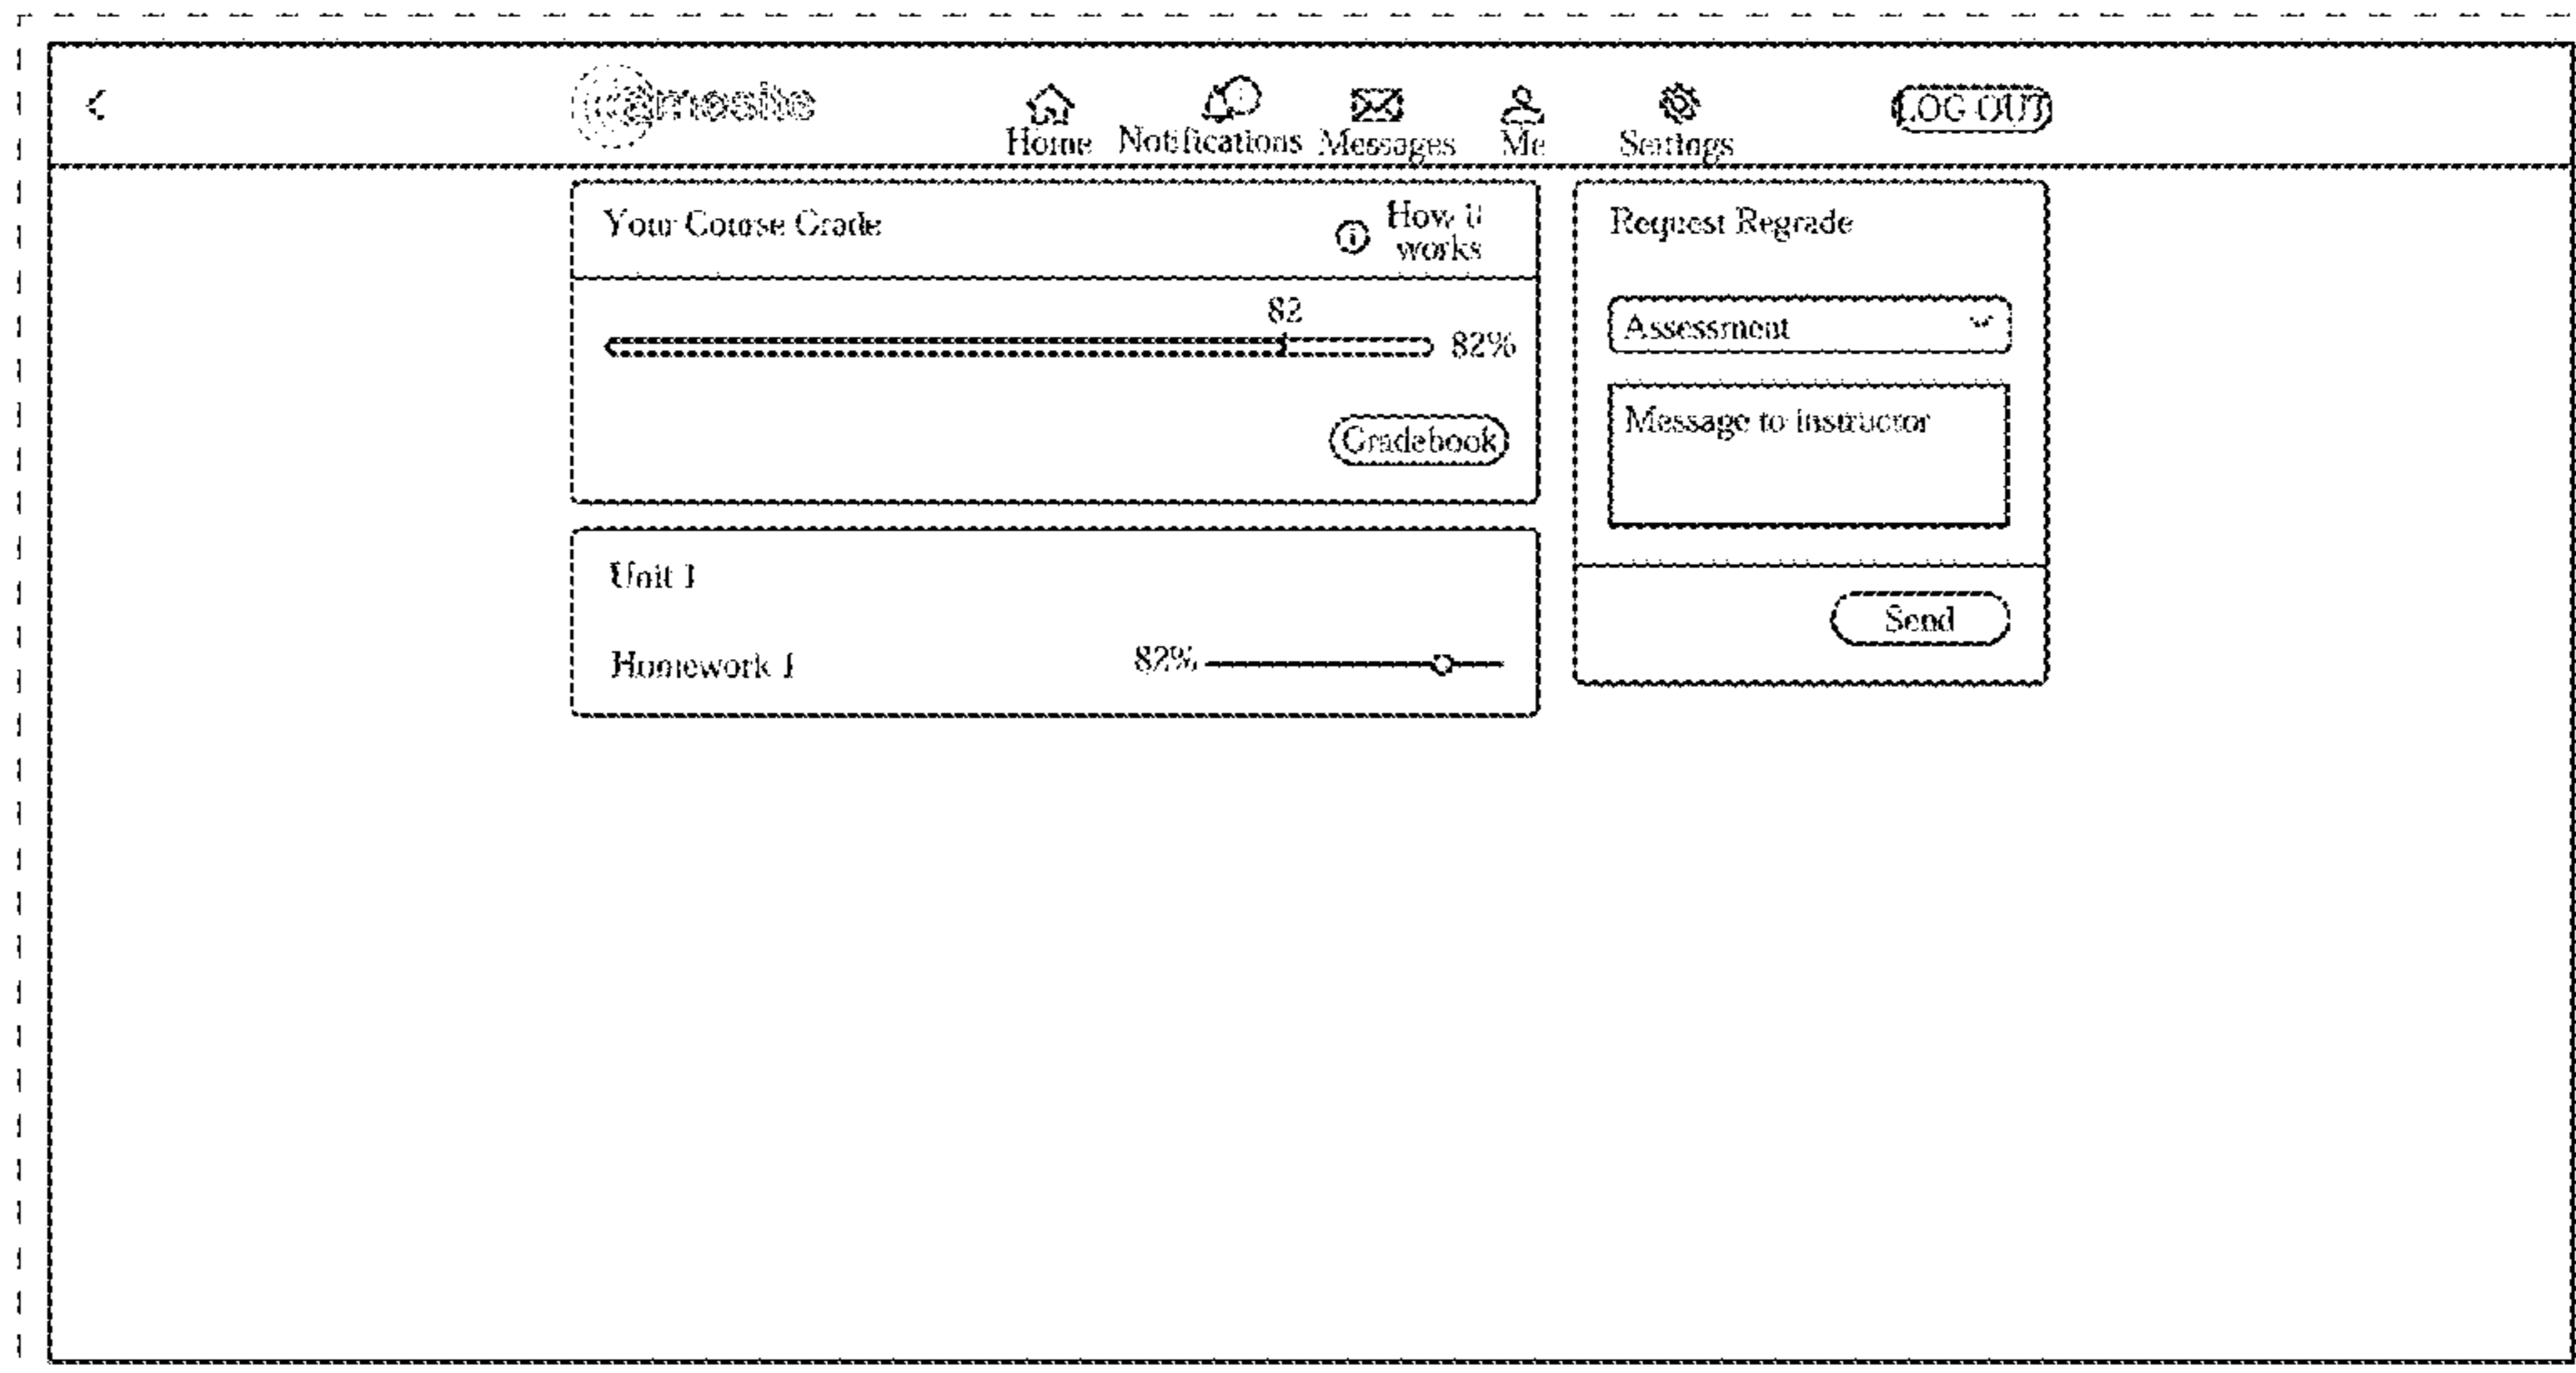 Home Notifications Messages Me Settings LOG OUT
Your Course Grade
How it
works
82
82%
Gradebook
Unit 1
Homework 1 82%
Request Regrade
Assessment
Message to instructor
Send